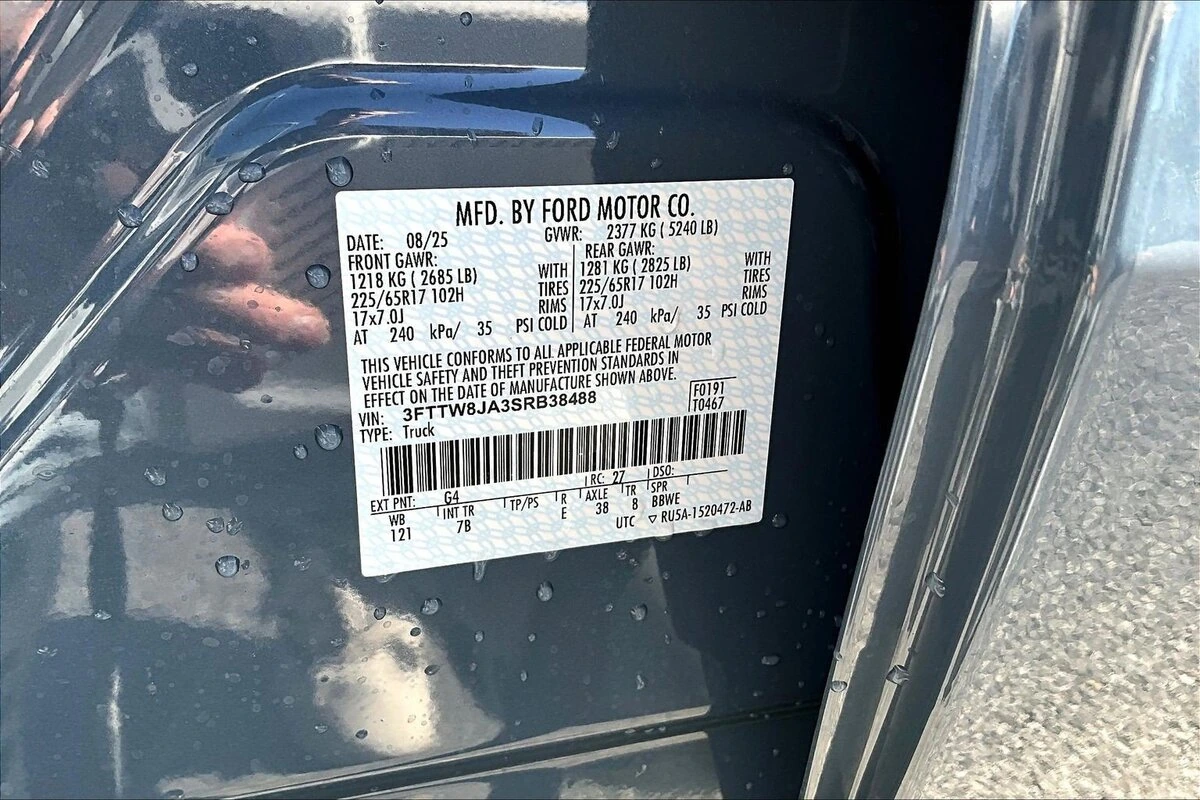 MFD. BY FORD MOTOR CO.
DATE: 08/25 GVWR: 2377 KG ( 5240 LB)
FRONT GAWR: REAR GAWR:
1218 KG ( 2685 LB) WITH 1281 KG ( 2825 LB) WITH
225/65R17 102H TIRES 225/65R17 102H TIRES
17x7.0J RIMS 17x7.0J RIMS
AT 240 kPa/ 35 PSI COLD AT 240 kPa/ 35 PSI COLD
THIS VEHICLE CONFORMS TO ALL APPLICABLE FEDERAL MOTOR
VEHICLE SAFETY AND THEFT PREVENTION STANDARDS IN
EFFECT ON THE DATE OF MANUFACTURE SHOWN ABOVE.
VIN: 3FTTW8JA3SRB38488 F0191
TYPE: Truck T0467
EXT PNT: G4 RC: 27 DSO:
WB INT TR TP/PS R AXLE TR SPR
121 7B E 38 8 BBWE
UTC ▽ RU5A-1520472-AB